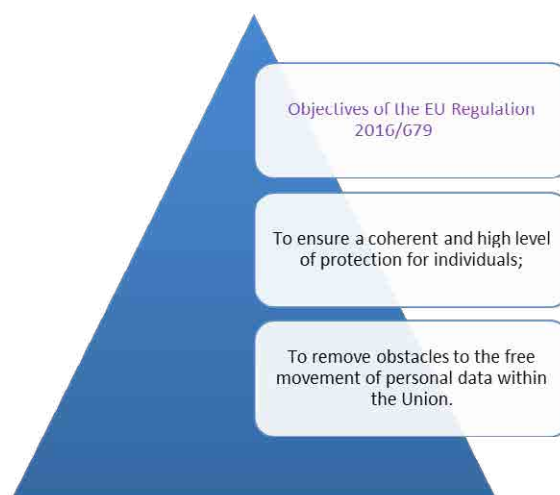 Objectives of the EU Regulation
2016/679
To ensure a coherent and high level
of protection for individuals;
To remove obstacles to the free
movement of personal data within
the Union.